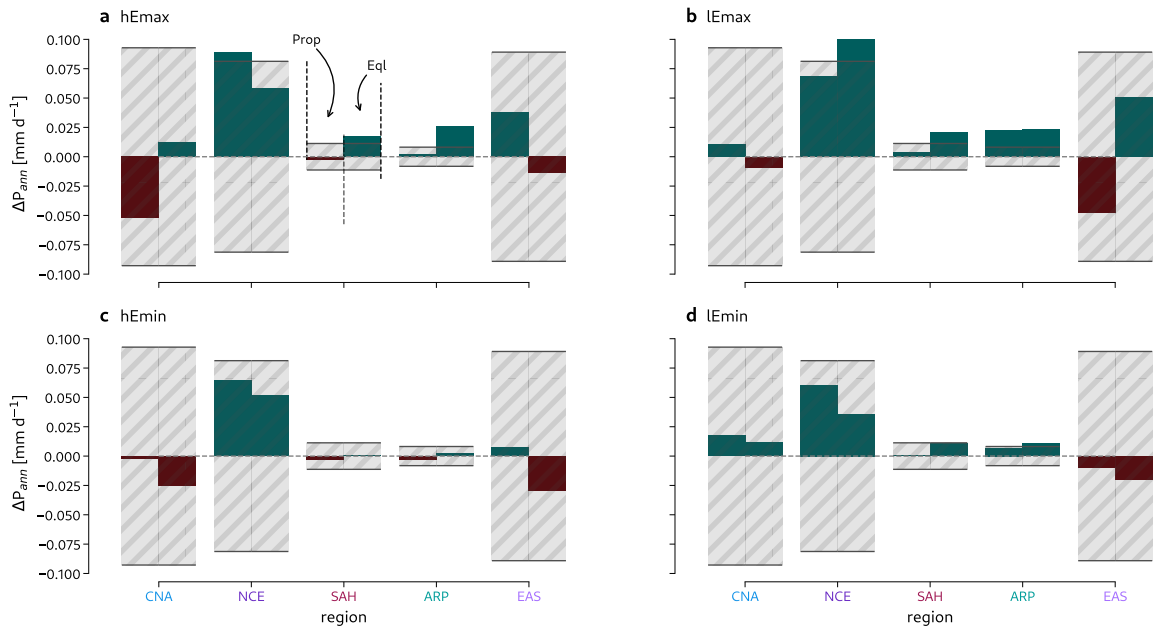 a hEmax
b lEmax
ΔPann [mm d−1]
0.100
0.075
0.050
0.025
0.000
−0.025
−0.050
−0.075
−0.100
Prop
Eql
c hEmin
d lEmin
ΔPann [mm d−1]
0.100
0.075
0.050
0.025
0.000
−0.025
−0.050
−0.075
−0.100
CNA NCE SAH ARP EAS
region
CNA NCE SAH ARP EAS
region